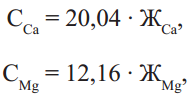 C_Ca = 20,04 · Ж_Ca,
C_Mg = 12,16 · Ж_Mg,